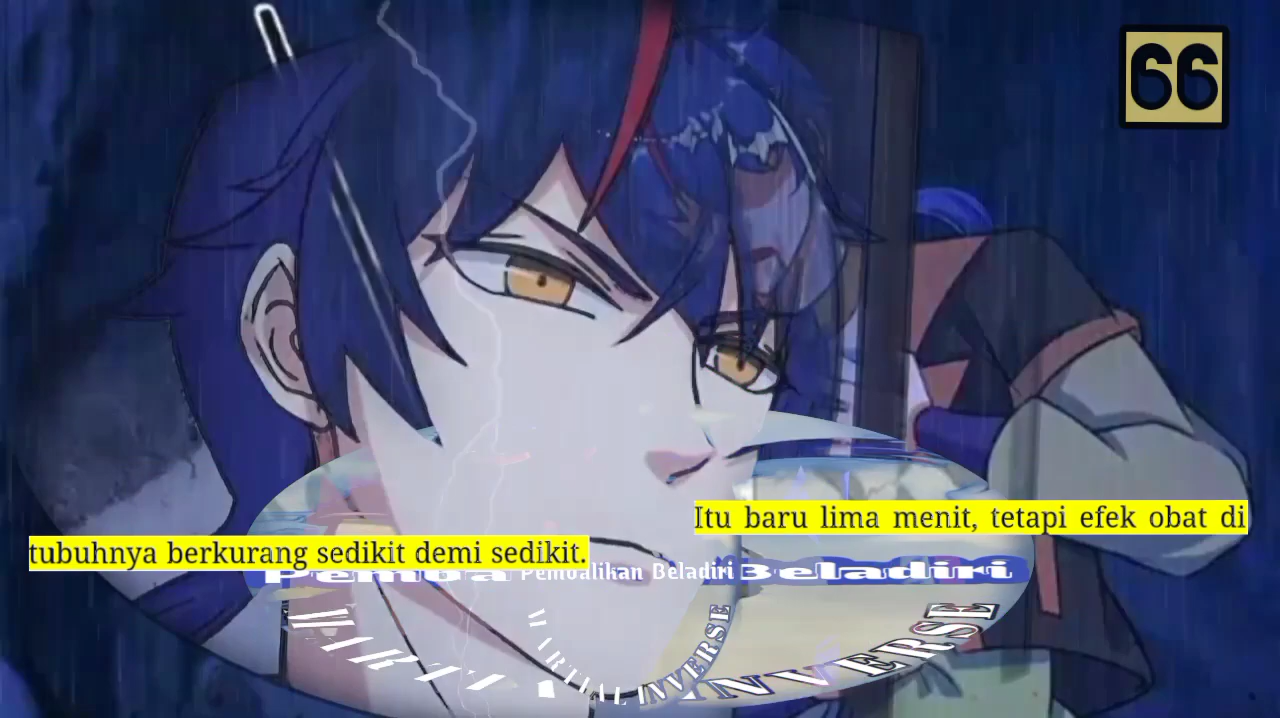 66
Itu baru lima menit, tetapi efek obat di
tubuhnya berkurang sedikit demi sedikit.
Pemba Beladiri
Pembalikan Beladiri
MARTIAL INVERSE
INVERSE